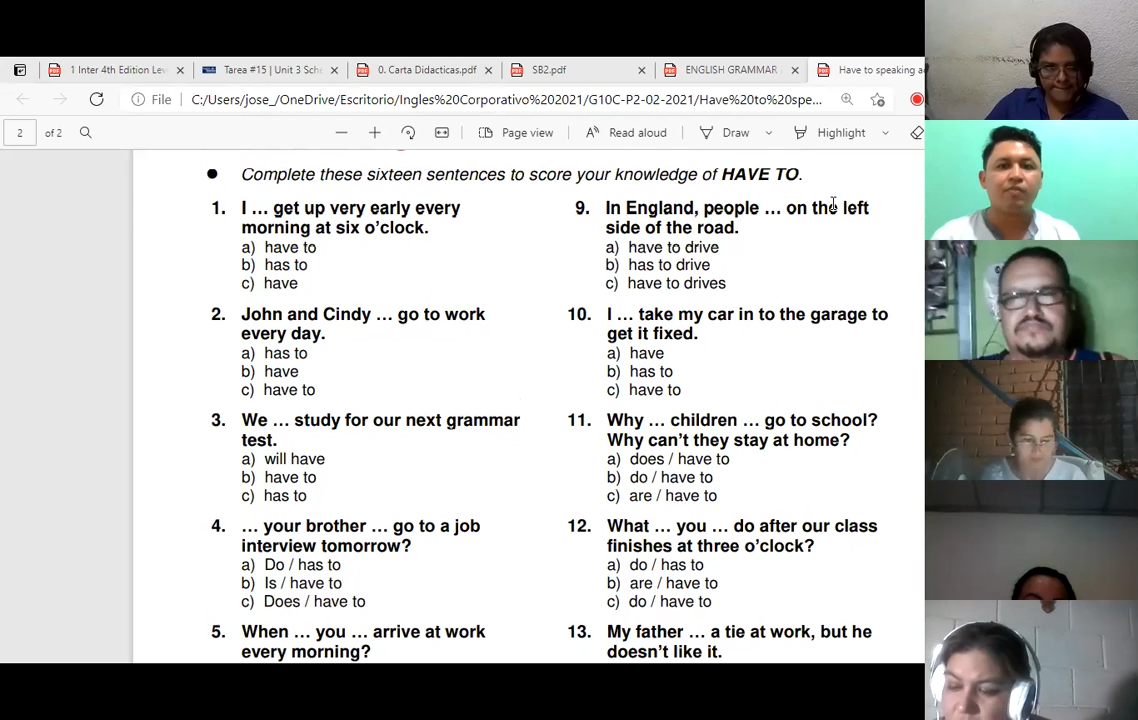 1 Inter 4th Edition Lev
Tarea #15 | Unit 3 Sche
0. Carta Didacticas.pdf
SB2.pdf
ENGLISH GRAMMAR
Have to speaking ac
File
C:/Users/jose_/OneDrive/Escritorio/Ingles%20Corporativo%202021/G10C-P2-02-2021/Have%20to%20spe...
2 of 2
Page view
Read aloud
Draw
Highlight
● Complete these sixteen sentences to score your knowledge of HAVE TO.
1. I ... get up very early every
morning at six o'clock.
a) have to
b) has to
c) have
2. John and Cindy ... go to work
every day.
a) has to
b) have
c) have to
3. We ... study for our next grammar
test.
a) will have
b) have to
c) has to
4. ... your brother ... go to a job
interview tomorrow?
a) Do / has to
b) Is / have to
c) Does / have to
5. When ... you ... arrive at work
every morning?
9. In England, people ... on the left
side of the road.
a) have to drive
b) has to drive
c) have to drives
10. I ... take my car in to the garage to
get it fixed.
a) have
b) has to
c) have to
11. Why ... children ... go to school?
Why can't they stay at home?
a) does / have to
b) do / have to
c) are / have to
12. What ... you ... do after our class
finishes at three o'clock?
a) do / has to
b) are / have to
c) do / have to
13. My father ... a tie at work, but he
doesn't like it.